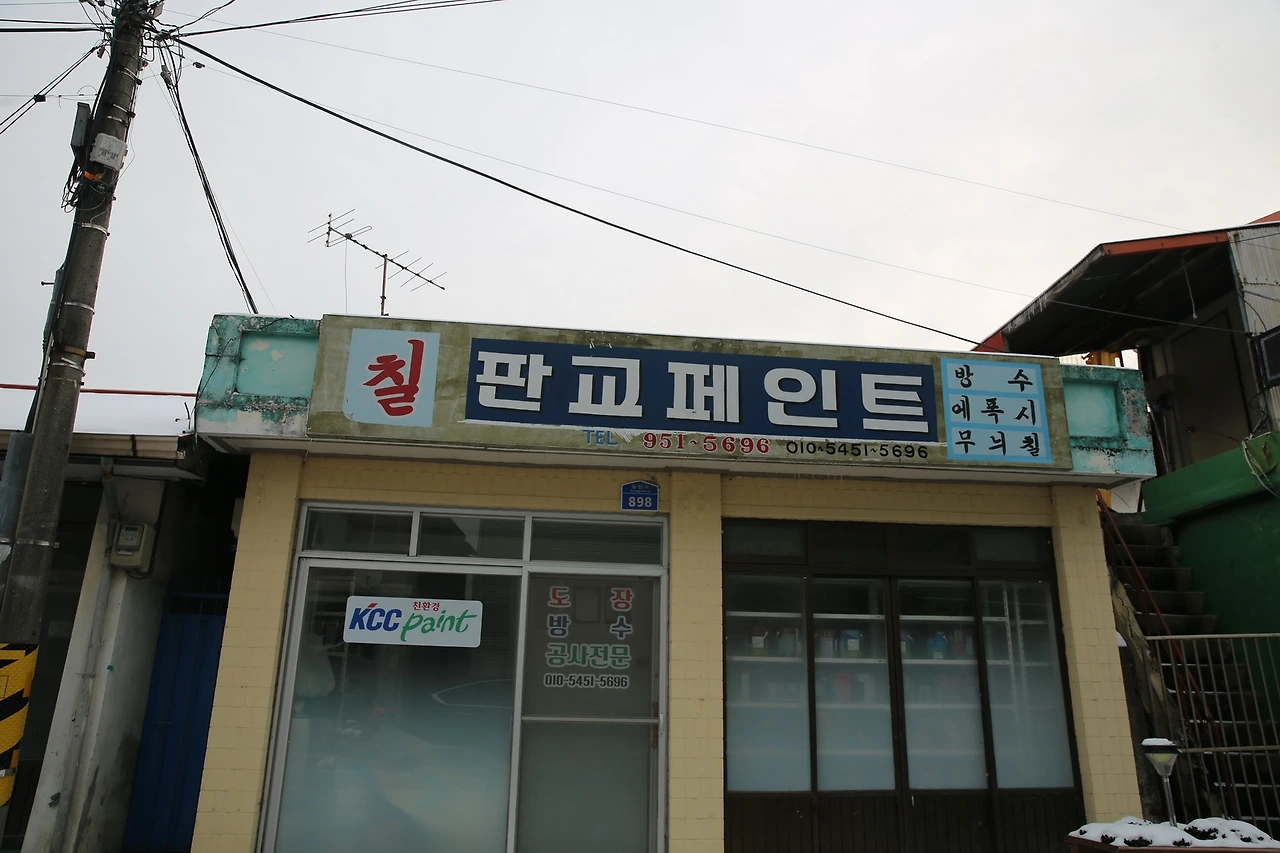 칠 판교페인트
TEL 951~5696 010~5451~5696
방수
에폭시
무늬칠
898
친환경
KCC paint
도장
방수
공사전문
010-5451-5696